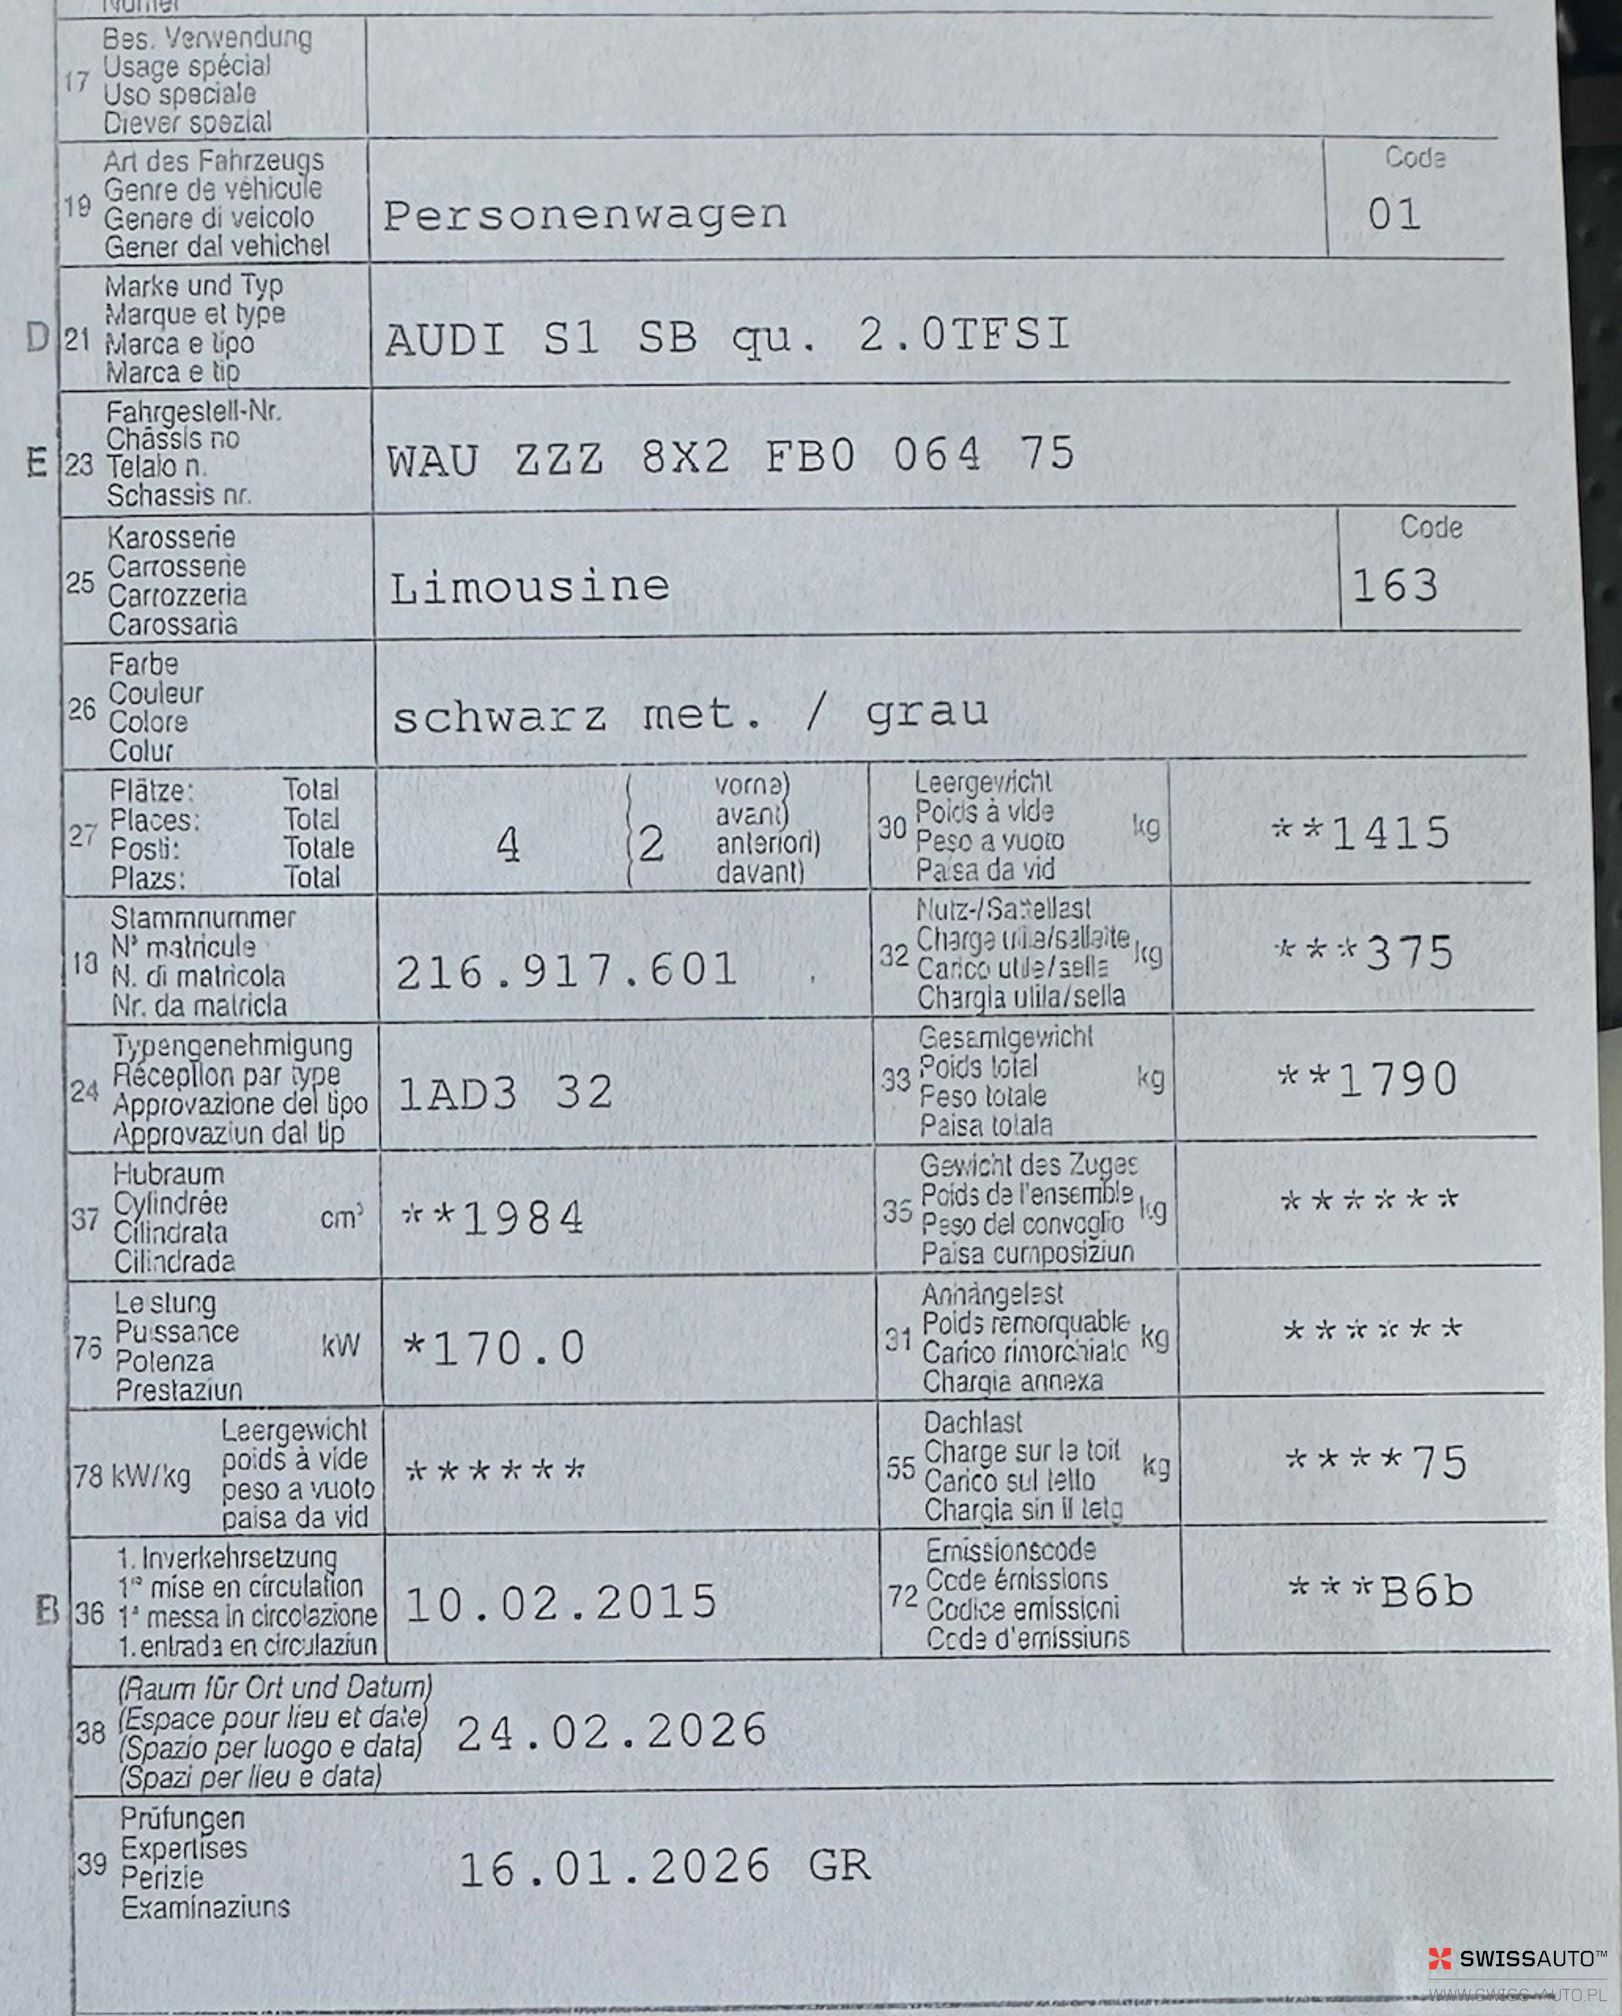 17
Bes. Verwendung
Usage spécial
Uso speciale
Diever spezial
19
Art des Fahrzeugs
Genre de véhicule
Genere di veicolo
Gener dal vehichel
Personenwagen
Code
01
D
21
Marke und Typ
Marque et type
Marca e tipo
Marca e tip
AUDI S1 SB qu. 2.0TFSI
E
23
Fahrgestell-Nr.
Châssis no
Telaio n.
Schassis nr.
WAU ZZZ 8X2 FB0 064 75
25
Karosserie
Carrosserie
Carrozzeria
Carossaria
Limousine
Code
163
26
Farbe
Couleur
Colore
Colur
schwarz met. / grau
27
Plätze: Total
Places: Total
Posti: Totale
Plazs: Total
4 (2
vorne)
avant)
anteriori)
davant)
30
Leergewicht
Poids à vide
Peso a vuoto
Paisa da vid
kg
**1415
18
Stammnummer
N° matricule
N. di matricola
Nr. da matricla
216.917.601
32
Nutz-/Sattellast
Charge utile/sellette
Carico utile/sella
Chargia utila/sella
kg
***375
24
Typengenehmigung
Réception par type
Approvazione del tipo
Approvaziun dal tip
1AD3 32
33
Gesamtgewicht
Poids total
Peso totale
Paisa totala
kg
**1790
37
Hubraum
Cylindrée
Cilindrata
Cilindrada
cm³
**1984
35
Gewicht des Zuges
Poids de l'ensemble
Peso del convoglio
Paisa cumposiziun
kg
******
76
Leistung
Puissance
Potenza
Prestaziun
kW
*170.0
31
Anhängelast
Poids remorquable
Carico rimorchiato
Chargia annexa
kg
******
78 kW/kg
Leergewicht
poids à vide
peso a vuoto
paisa da vid
******
55
Dachlast
Charge sur le toit
Carico sul tetto
Chargia sin il tetg
kg
****75
B
36
1. Inverkehrsetzung
1re mise en circulation
1a messa in circolazione
1. entrada en circulaziun
10.02.2015
72
Emissionscode
Code émissions
Codice emissioni
Code d'emissiuns
***B6b
38
(Raum für Ort und Datum)
(Espace pour lieu et date)
(Spazio per luogo e data)
(Spazi per lieu e data)
24.02.2026
39
Prüfungen
Expertises
Perizie
Examinaziuns
16.01.2026 GR
SWISSAUTO™
WWW.SWISS-AUTO.PL